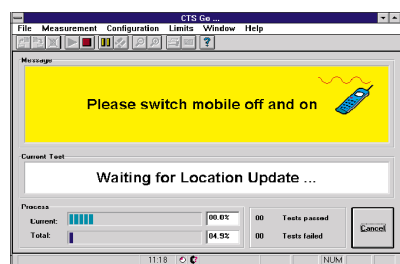 CTS Go ...
File Measurement Configuration Limits Window Help
Message
Please switch mobile off and on
Current Test
Waiting for Location Update ...
Process
Current: 00.0% 00 Tests passed
Total: 04.9% 00 Tests failed
Cancel
11:18 NUM